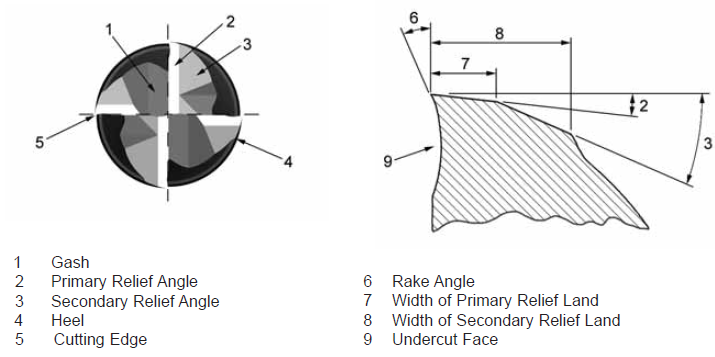 1
2
3
4
5
6
8
7
2
3
9
1 Gash
2 Primary Relief Angle
3 Secondary Relief Angle
4 Heel
5 Cutting Edge
6 Rake Angle
7 Width of Primary Relief Land
8 Width of Secondary Relief Land
9 Undercut Face